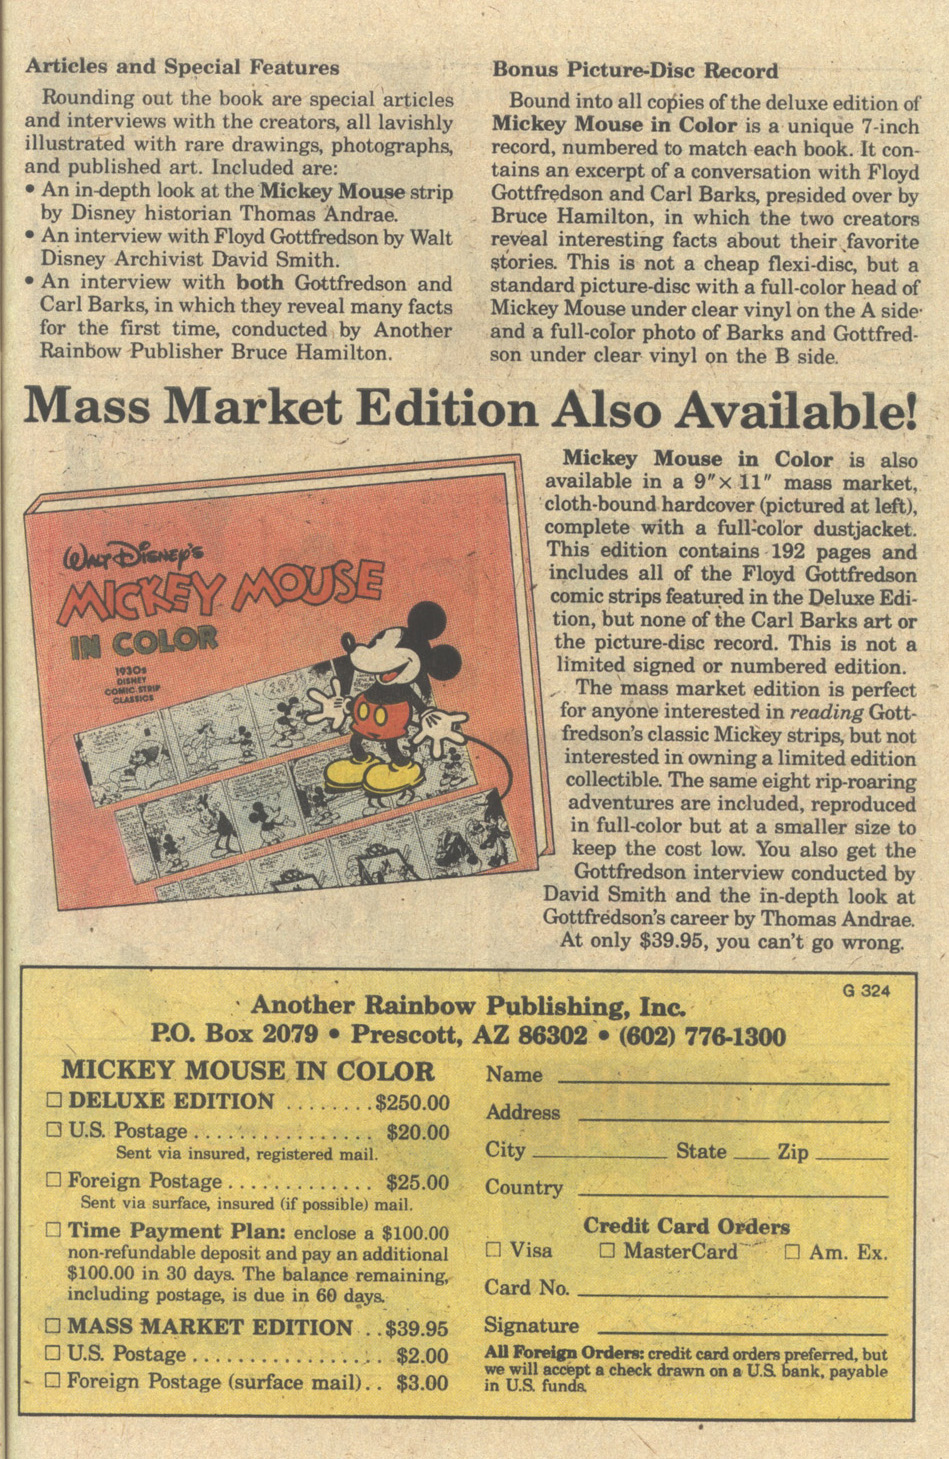 Articles and Special Features
Rounding out the book are special articles
and interviews with the creators, all lavishly
illustrated with rare drawings, photographs,
and published art. Included are:
• An in-depth look at the Mickey Mouse strip
by Disney historian Thomas Andrae.
• An interview with Floyd Gottfredson by Walt
Disney Archivist David Smith.
• An interview with both Gottfredson and
Carl Barks, in which they reveal many facts
for the first time, conducted by Another
Rainbow Publisher Bruce Hamilton.
Bonus Picture-Disc Record
Bound into all copies of the deluxe edition of
Mickey Mouse in Color is a unique 7-inch
record, numbered to match each book. It con-
tains an excerpt of a conversation with Floyd
Gottfredson and Carl Barks, presided over by
Bruce Hamilton, in which the two creators
reveal interesting facts about their favorite
stories. This is not a cheap flexi-disc, but a
standard picture-disc with a full-color head of
Mickey Mouse under clear vinyl on the A side
and a full-color photo of Barks and Gottfred-
son under clear vinyl on the B side.
Mass Market Edition Also Available!
WALT DISNEY'S
MICKEY MOUSE
IN COLOR
1930s
DISNEY
COMIC STRIP
CLASSICS
Mickey Mouse in Color is also
available in a 9″×11″ mass market,
cloth-bound hardcover (pictured at left),
complete with a full-color dustjacket.
This edition contains 192 pages and
includes all of the Floyd Gottfredson
comic strips featured in the Deluxe Edi-
tion, but none of the Carl Barks art or
the picture-disc record. This is not a
limited signed or numbered edition.
The mass market edition is perfect
for anyone interested in reading Gott-
fredson's classic Mickey strips, but not
interested in owning a limited edition
collectible. The same eight rip-roaring
adventures are included, reproduced
in full-color but at a smaller size to
keep the cost low. You also get the
Gottfredson interview conducted by
David Smith and the in-depth look at
Gottfredson's career by Thomas Andrae.
At only $39.95, you can't go wrong.
G 324
Another Rainbow Publishing, Inc.
P.O. Box 2079 • Prescott, AZ 86302 • (602) 776-1300
MICKEY MOUSE IN COLOR
☐ DELUXE EDITION ........$250.00
☐ U.S. Postage ................ $20.00
Sent via insured, registered mail.
☐ Foreign Postage ............. $25.00
Sent via surface, insured (if possible) mail.
☐ Time Payment Plan: enclose a $100.00
non-refundable deposit and pay an additional
$100.00 in 30 days. The balance remaining,
including postage, is due in 60 days.
☐ MASS MARKET EDITION ..$39.95
☐ U.S. Postage ................. $2.00
☐ Foreign Postage (surface mail).. $3.00
Name
Address
City State Zip
Country
Credit Card Orders
☐ Visa ☐ MasterCard ☐ Am. Ex.
Card No.
Signature
All Foreign Orders: credit card orders preferred, but
we will accept a check drawn on a U.S. bank, payable
in U.S. funds.